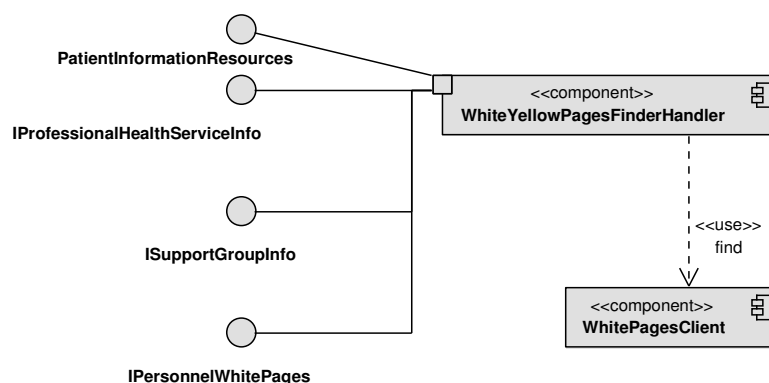 PatientInformationResources
<<component>>
WhiteYellowPagesFinderHandler
IProfessionalHealthServiceInfo
<<use>>
find
ISupportGroupInfo
<<component>>
WhitePagesClient
IPersonnelWhitePages